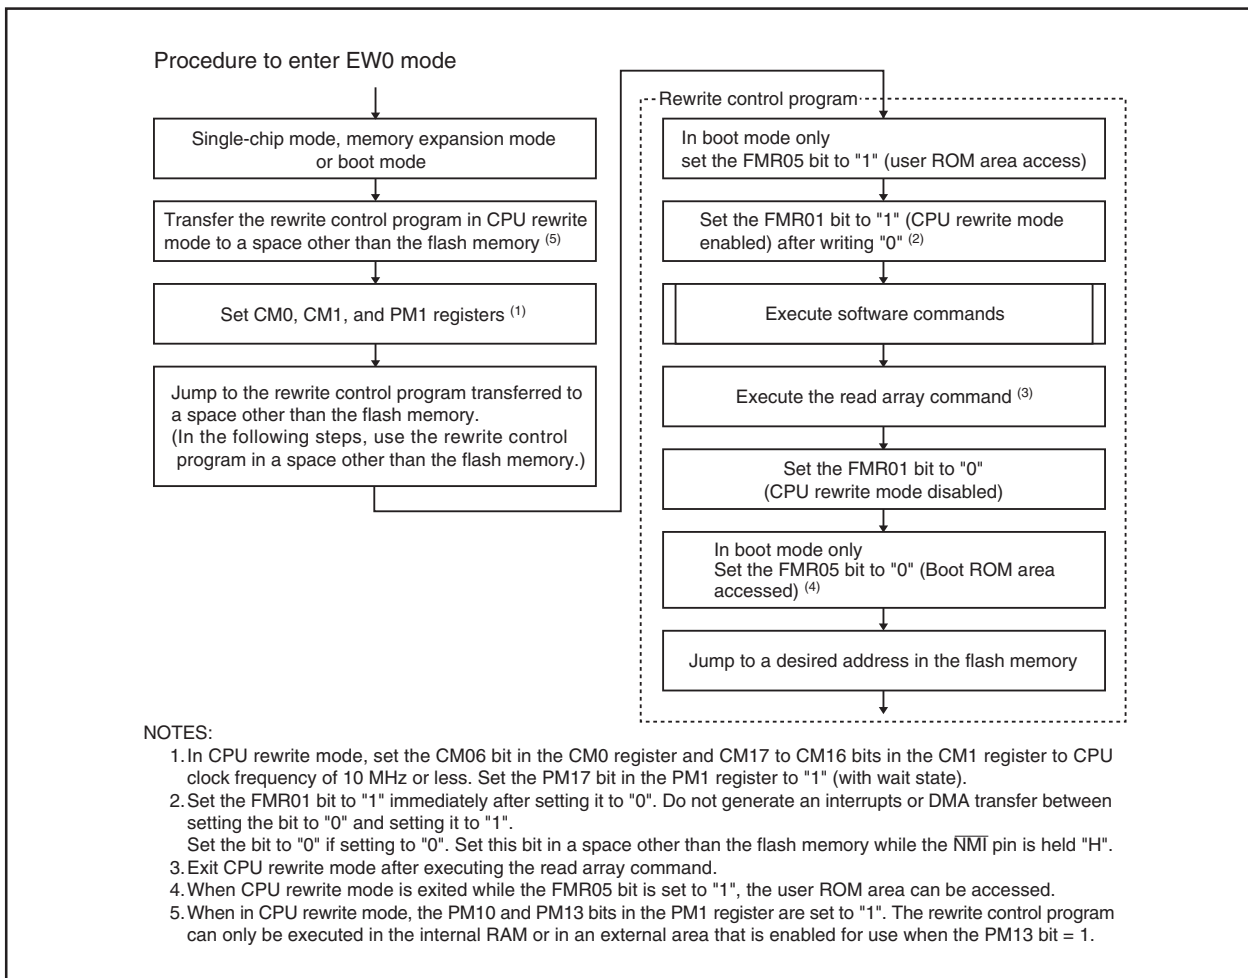 Procedure to enter EW0 mode
Single-chip mode, memory expansion mode
or boot mode
Transfer the rewrite control program in CPU rewrite
mode to a space other than the flash memory (5)
Set CM0, CM1, and PM1 registers (1)
Jump to the rewrite control program transferred to
a space other than the flash memory.
(In the following steps, use the rewrite control
program in a space other than the flash memory.)
Rewrite control program
In boot mode only
set the FMR05 bit to "1" (user ROM area access)
Set the FMR01 bit to "1" (CPU rewrite mode
enabled) after writing "0" (2)
Execute software commands
Execute the read array command (3)
Set the FMR01 bit to "0"
(CPU rewrite mode disabled)
In boot mode only
Set the FMR05 bit to "0" (Boot ROM area
accessed) (4)
Jump to a desired address in the flash memory
NOTES:
1. In CPU rewrite mode, set the CM06 bit in the CM0 register and CM17 to CM16 bits in the CM1 register to CPU
clock frequency of 10 MHz or less. Set the PM17 bit in the PM1 register to "1" (with wait state).
2. Set the FMR01 bit to "1" immediately after setting it to "0". Do not generate an interrupts or DMA transfer between
setting the bit to "0" and setting it to "1".
Set the bit to "0" if setting to "0". Set this bit in a space other than the flash memory while the N̅M̅I̅ pin is held "H".
3. Exit CPU rewrite mode after executing the read array command.
4. When CPU rewrite mode is exited while the FMR05 bit is set to "1", the user ROM area can be accessed.
5. When in CPU rewrite mode, the PM10 and PM13 bits in the PM1 register are set to "1". The rewrite control program
can only be executed in the internal RAM or in an external area that is enabled for use when the PM13 bit = 1.